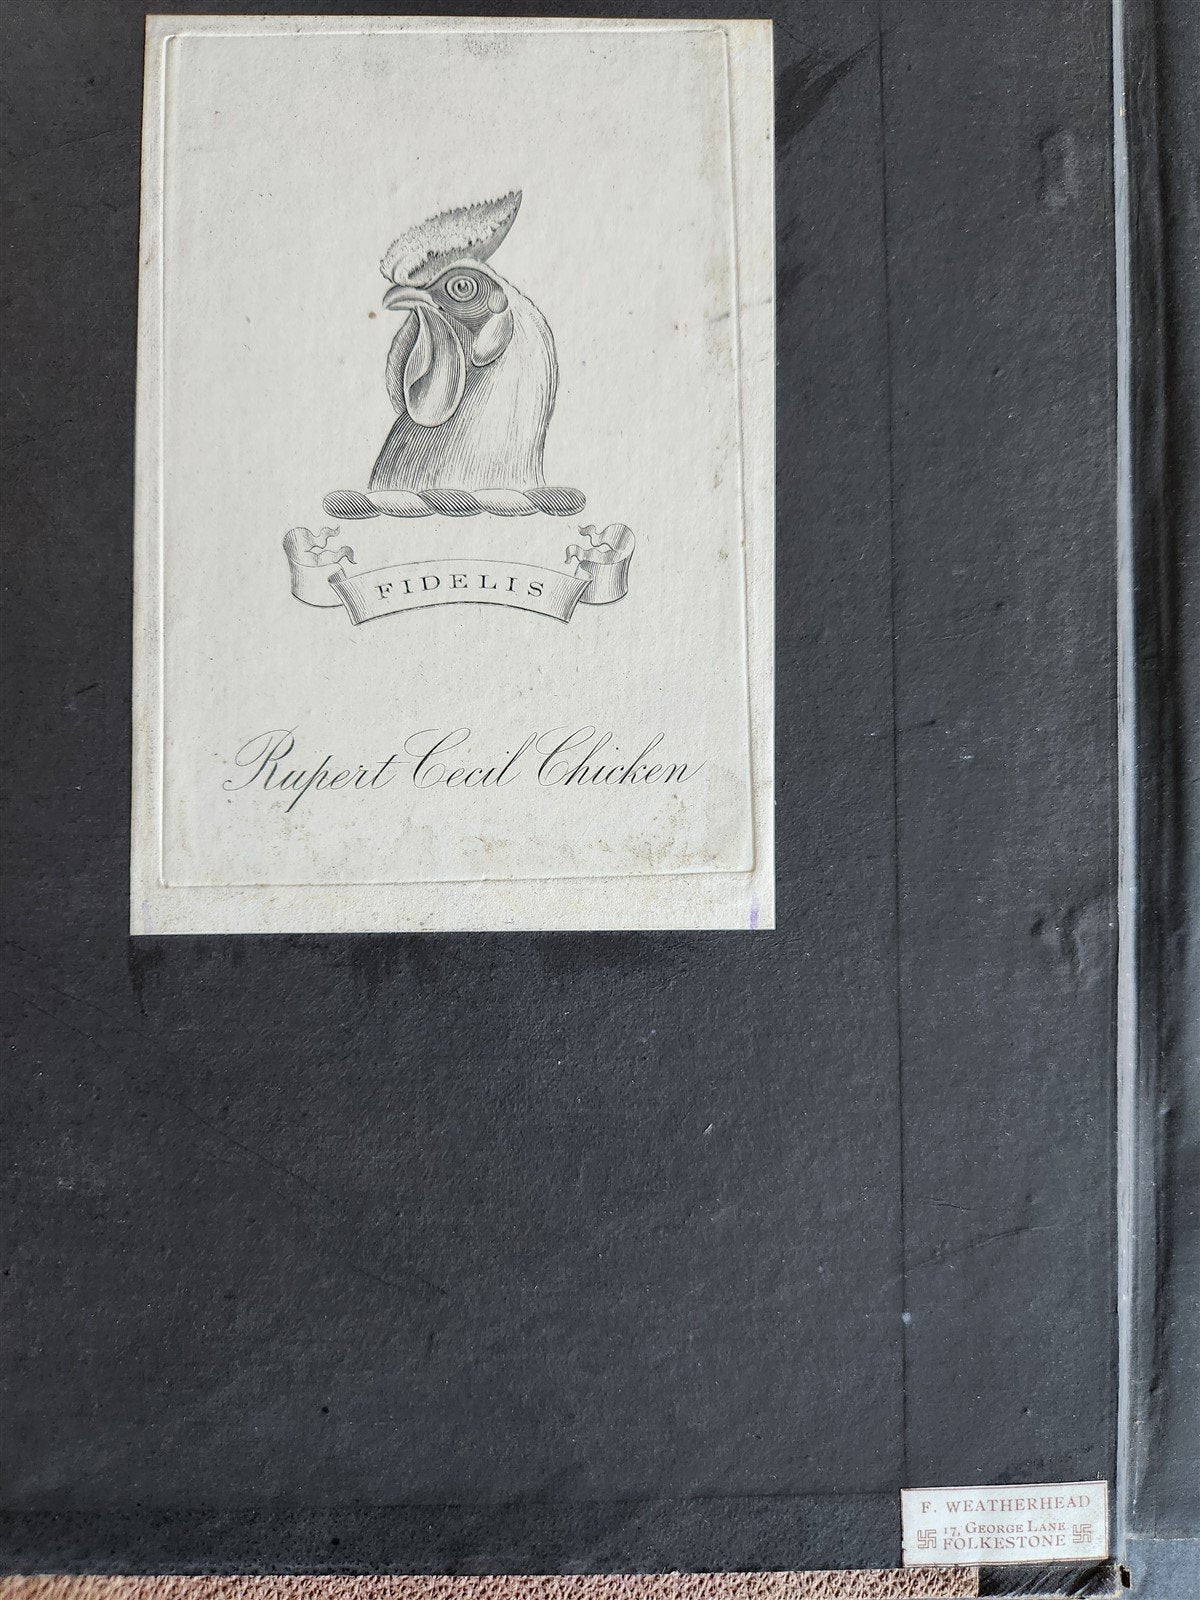 FIDELIS
Rupert Cecil Chicken
F. WEATHERHEAD
17, GEORGE LANE
FOLKESTONE